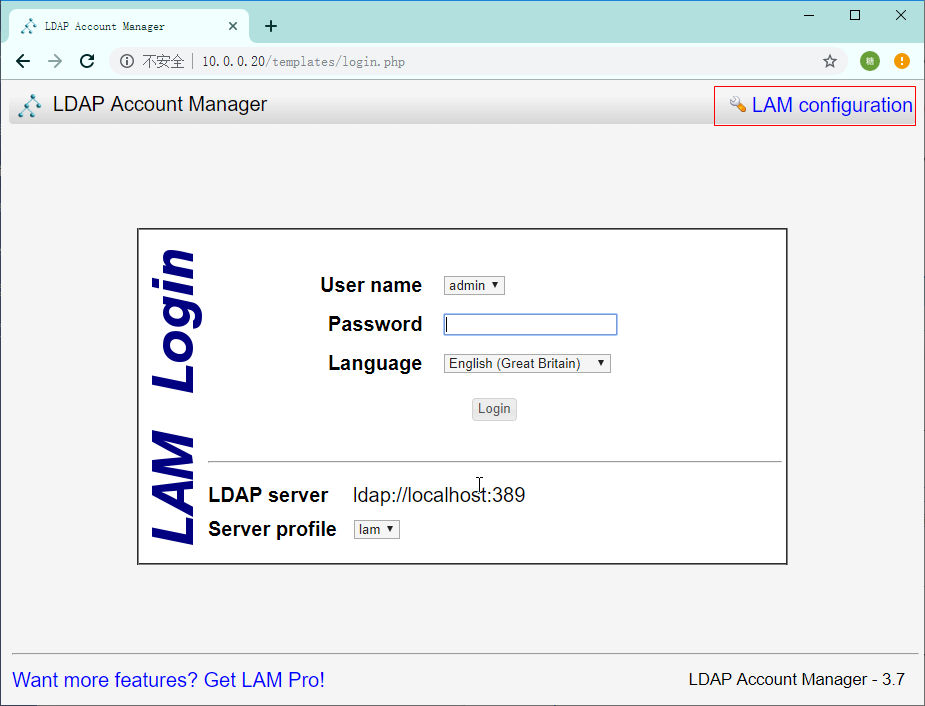 LDAP Account Manager
不安全
10.0.0.20/templates/login.php
糖
LDAP Account Manager
LAM configuration
LAM Login
User name
admin
Password
Language
English (Great Britain)
Login
LDAP server
ldap://localhost:389
Server profile
lam
Want more features? Get LAM Pro!
LDAP Account Manager - 3.7